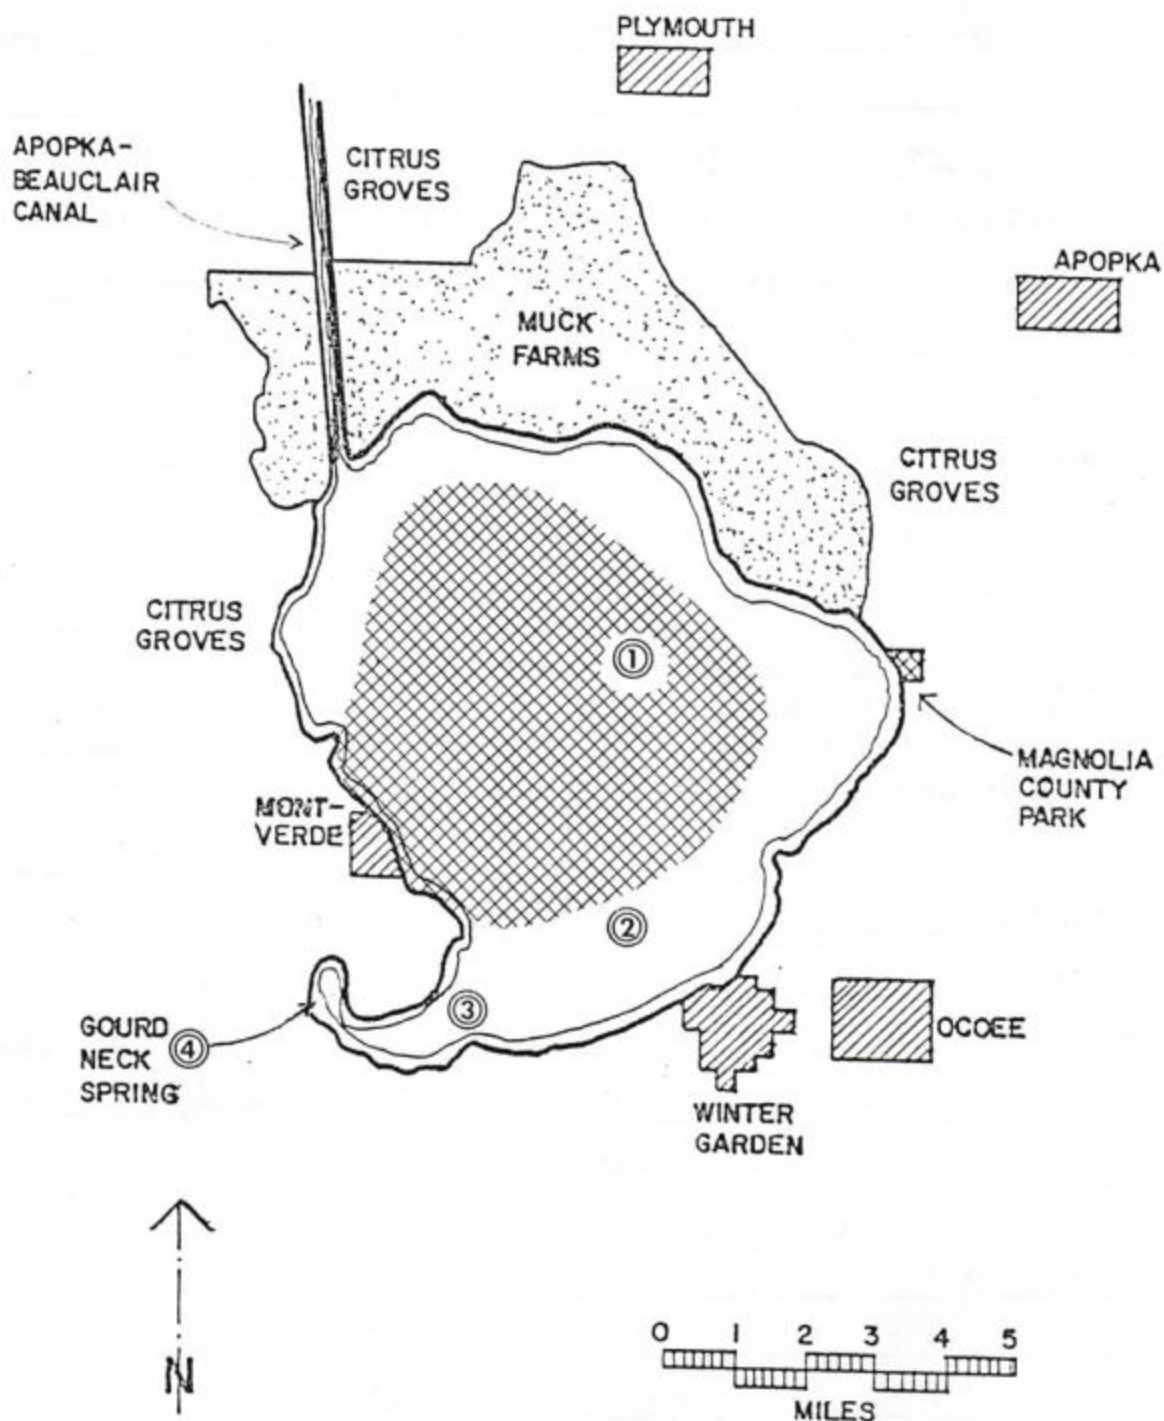 PLYMOUTH
APOPKA-
BEAUCLAIR
CANAL
CITRUS
GROVES
APOPKA
MUCK
FARMS
CITRUS
GROVES
CITRUS
GROVES
1
MAGNOLIA
COUNTY
PARK
MONT-
VERDE
2
3
GOURD
NECK
SPRING
4
OCOEE
WINTER
GARDEN
N
0 1 2 3 4 5
MILES